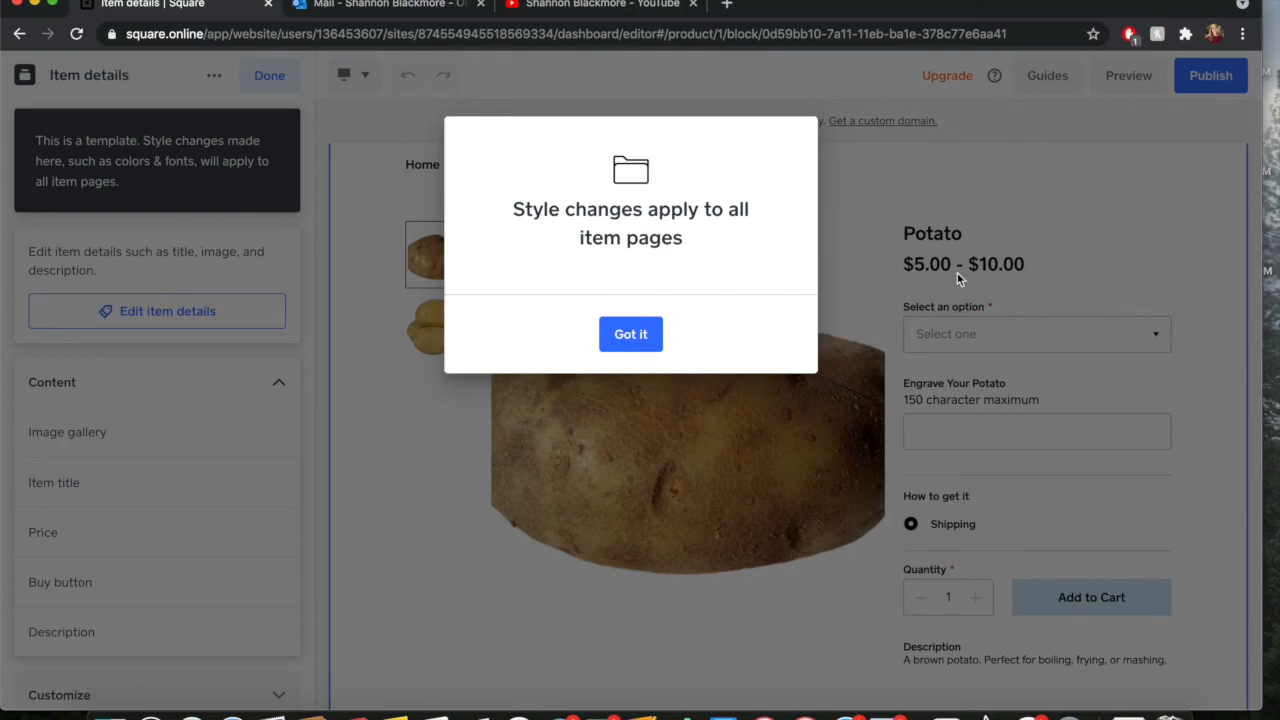 Item details | Square
Mail - Shannon Blackmore - Ou
Shannon Blackmore - YouTube
square.online/app/website/users/136453607/sites/874554945518569334/dashboard/editor#/product/1/block/0d59bb10-7a11-11eb-ba1e-378c77e6aa41
1
Item details
Done
Upgrade
Guides
Preview
Publish
This is a template. Style changes made
here, such as colors & fonts, will apply to
all item pages.
y. Get a custom domain.
Home
Style changes apply to all
item pages
Got it
Edit item details such as title, image, and
description.
Edit item details
Content
Image gallery
Item title
Price
Buy button
Description
Customize
Potato
$5.00 - $10.00
Select an option *
Select one
Engrave Your Potato
150 character maximum
How to get it
Shipping
Quantity *
1
Add to Cart
Description
A brown potato. Perfect for boiling, frying, or mashing.
M
M
M